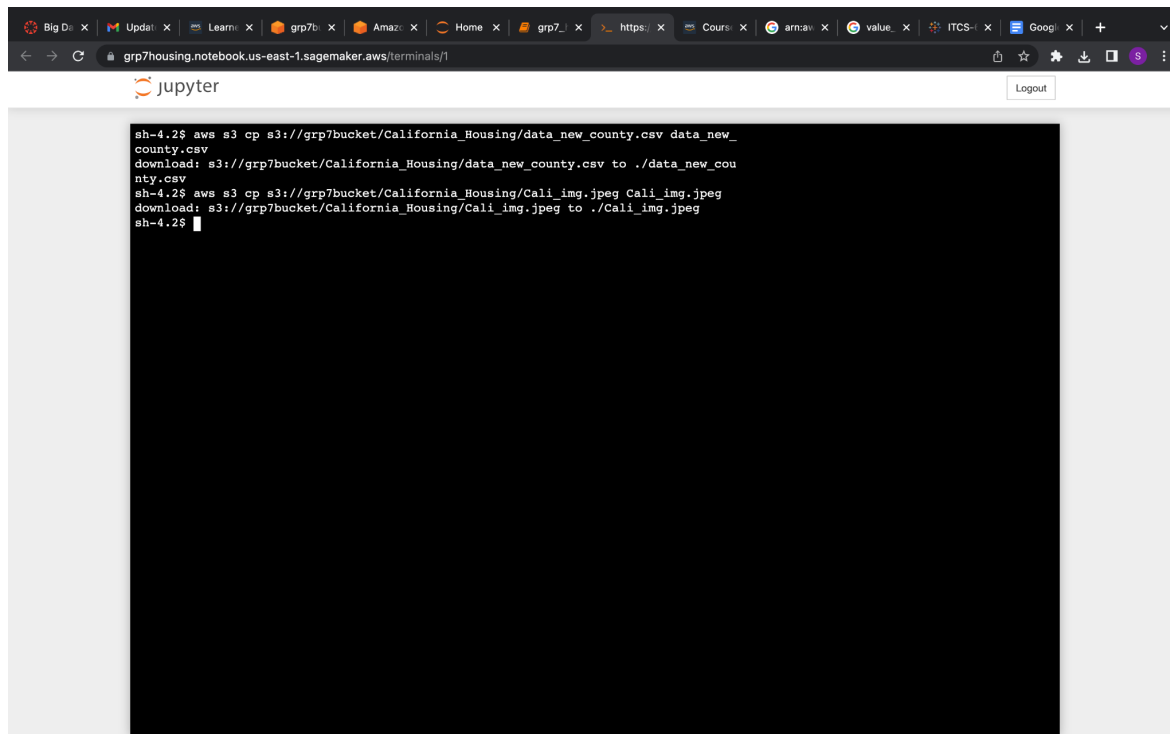 Big Da
Updat
Learne
grp7b
Amazo
Home
grp7_
https:/
Course
arn:aw
value_
ITCS-
Googl
grp7housing.notebook.us-east-1.sagemaker.aws/terminals/1
S
jupyter
Logout
sh-4.2$ aws s3 cp s3://grp7bucket/California_Housing/data_new_county.csv data_new_
county.csv
download: s3://grp7bucket/California_Housing/data_new_county.csv to ./data_new_cou
nty.csv
sh-4.2$ aws s3 cp s3://grp7bucket/California_Housing/Cali_img.jpeg Cali_img.jpeg
download: s3://grp7bucket/California_Housing/Cali_img.jpeg to ./Cali_img.jpeg
sh-4.2$